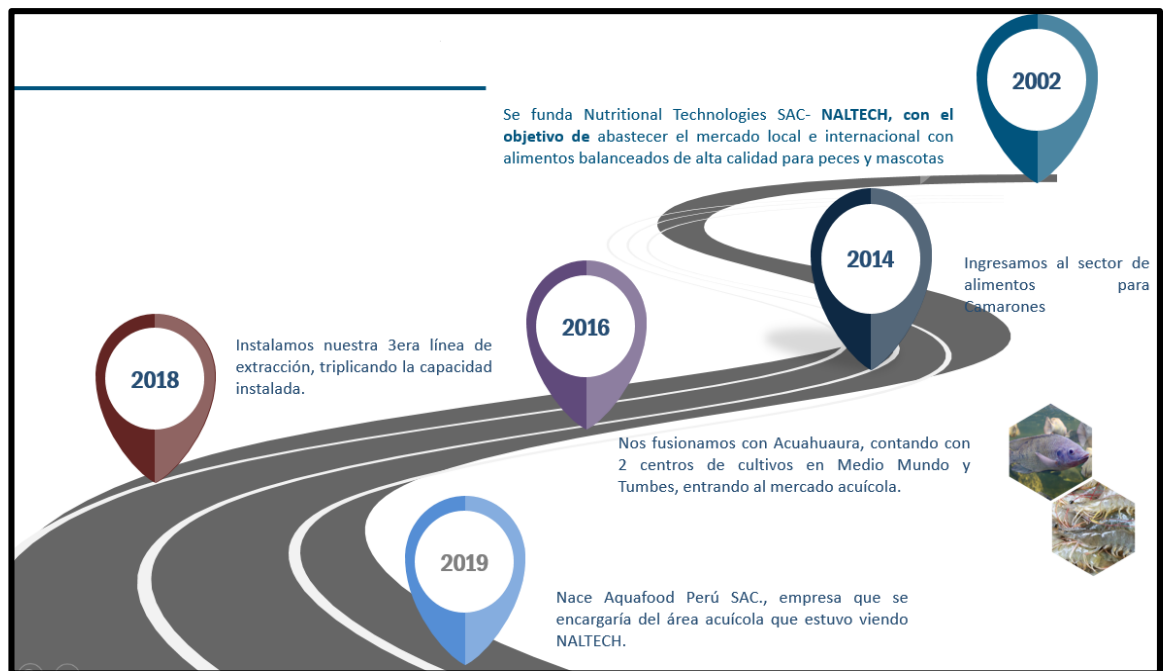 2002
Se funda Nutritional Technologies SAC- NALTECH, con el
objetivo de abastecer el mercado local e internacional con
alimentos balanceados de alta calidad para peces y mascotas
2014
Ingresamos al sector de
alimentos para
Camarones
2016
Nos fusionamos con Acuahuaura, contando con
2 centros de cultivos en Medio Mundo y
Tumbes, entrando al mercado acuícola.
2018
Instalamos nuestra 3era línea de
extracción, triplicando la capacidad
instalada.
2019
Nace Aquafood Perú SAC., empresa que se
encargaría del área acuícola que estuvo viendo
NALTECH.